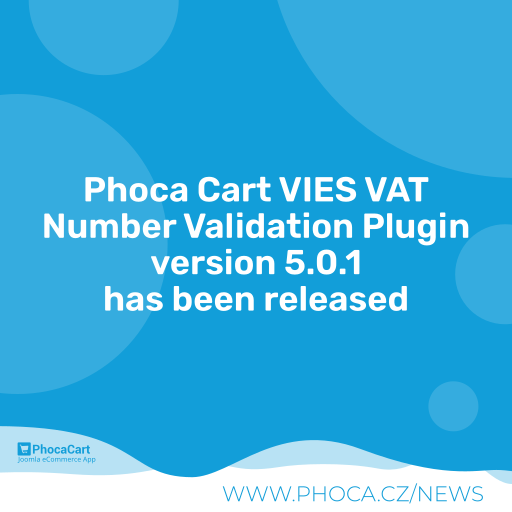 Phoca Cart VIES VAT
Number Validation Plugin
version 5.0.1
has been released
PhocaCart
Joomla eCommerce App
WWW.PHOCA.CZ/NEWS